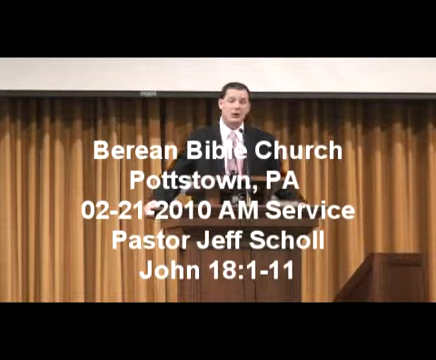 Berean Bible Church
Pottstown, PA
02-21-2010 AM Service
Pastor Jeff Scholl
John 18:1-11